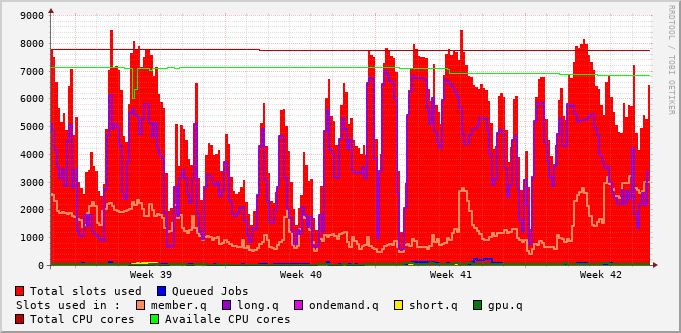 9000
8000
7000
6000
5000
4000
3000
2000
1000
0
Week 39 Week 40 Week 41 Week 42
RRDTOOL / TOBI OETIKER
Total slots used Queued Jobs
Slots used in : member.q long.q ondemand.q short.q gpu.q
Total CPU cores Availale CPU cores